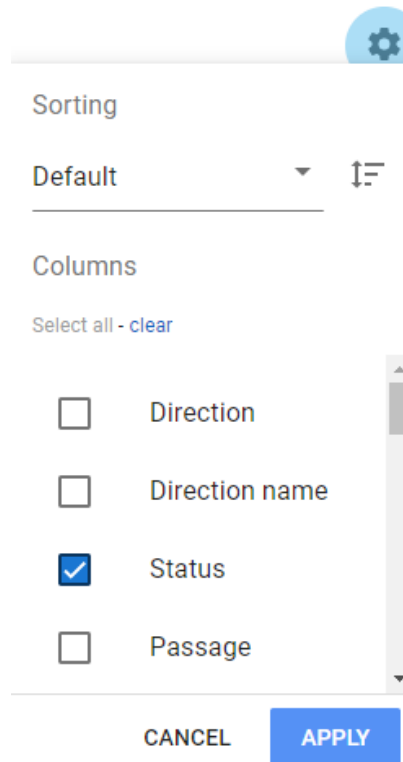 Sorting
Default
Columns
Select all - clear
Direction
Direction name
Status
Passage
CANCEL APPLY